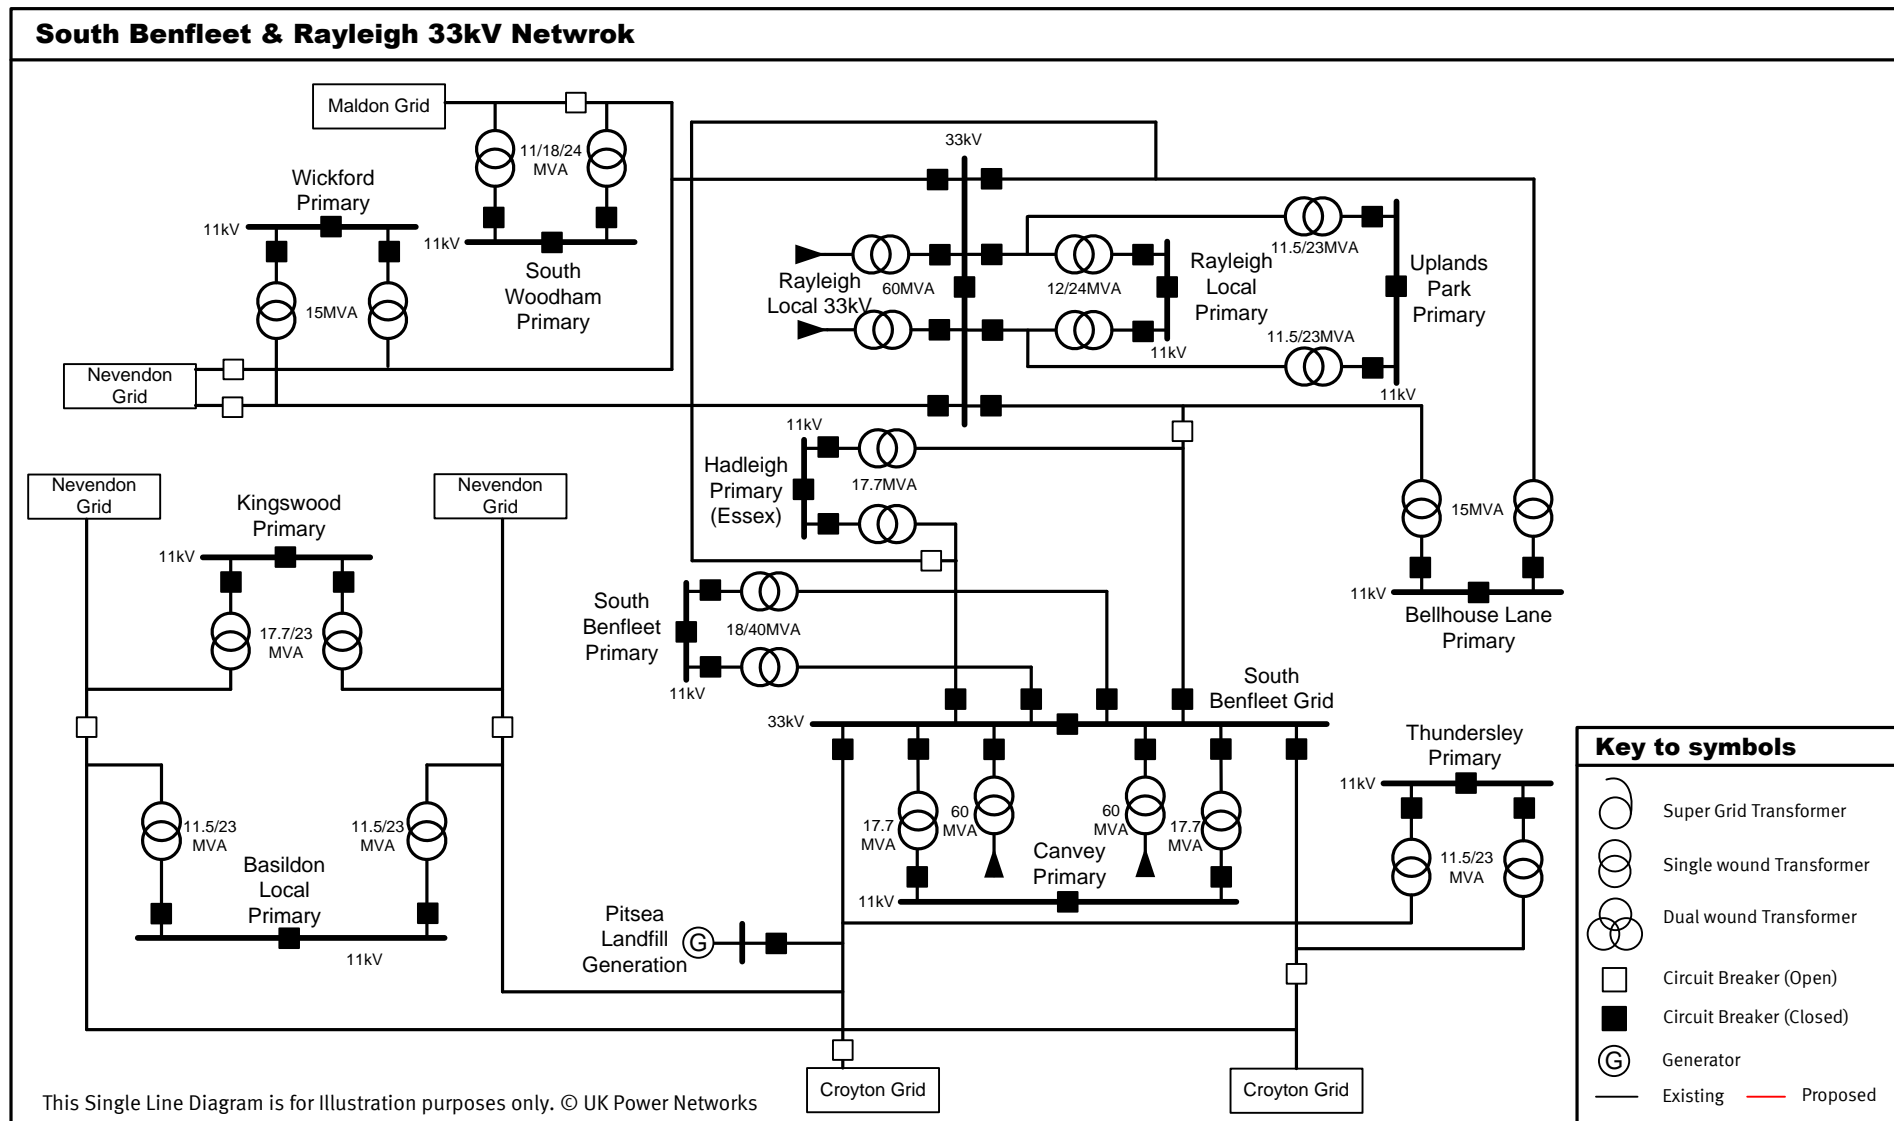 South Benfleet & Rayleigh 33kV Netwrok
Maldon Grid
11/18/24
MVA
Wickford
Primary
11kV
15MVA
11kV
South
Woodham
Primary
Nevendon
Grid
33kV
Rayleigh
Local 33kV
60MVA
12/24MVA
11kV
Rayleigh
Local
Primary
11.5/23MVA
11.5/23MVA
Uplands
Park
Primary
11kV
11kV
Hadleigh
Primary
(Essex)
17.7MVA
Nevendon
Grid
Kingswood
Primary
11kV
17.7/23
MVA
Nevendon
Grid
South
Benfleet
Primary
18/40MVA
11kV
15MVA
11kV
Bellhouse Lane
Primary
South
Benfleet Grid
33kV
17.7
MVA
60
MVA
60
MVA
17.7
MVA
Canvey
Primary
11kV
Thundersley
Primary
11kV
11.5/23
MVA
11.5/23
MVA
11.5/23
MVA
Basildon
Local
Primary
11kV
Pitsea
Landfill
Generation
G
Croyton Grid
Croyton Grid
Key to symbols
Super Grid Transformer
Single wound Transformer
Dual wound Transformer
Circuit Breaker (Open)
Circuit Breaker (Closed)
G
Generator
Existing
Proposed
This Single Line Diagram is for Illustration purposes only. © UK Power Networks